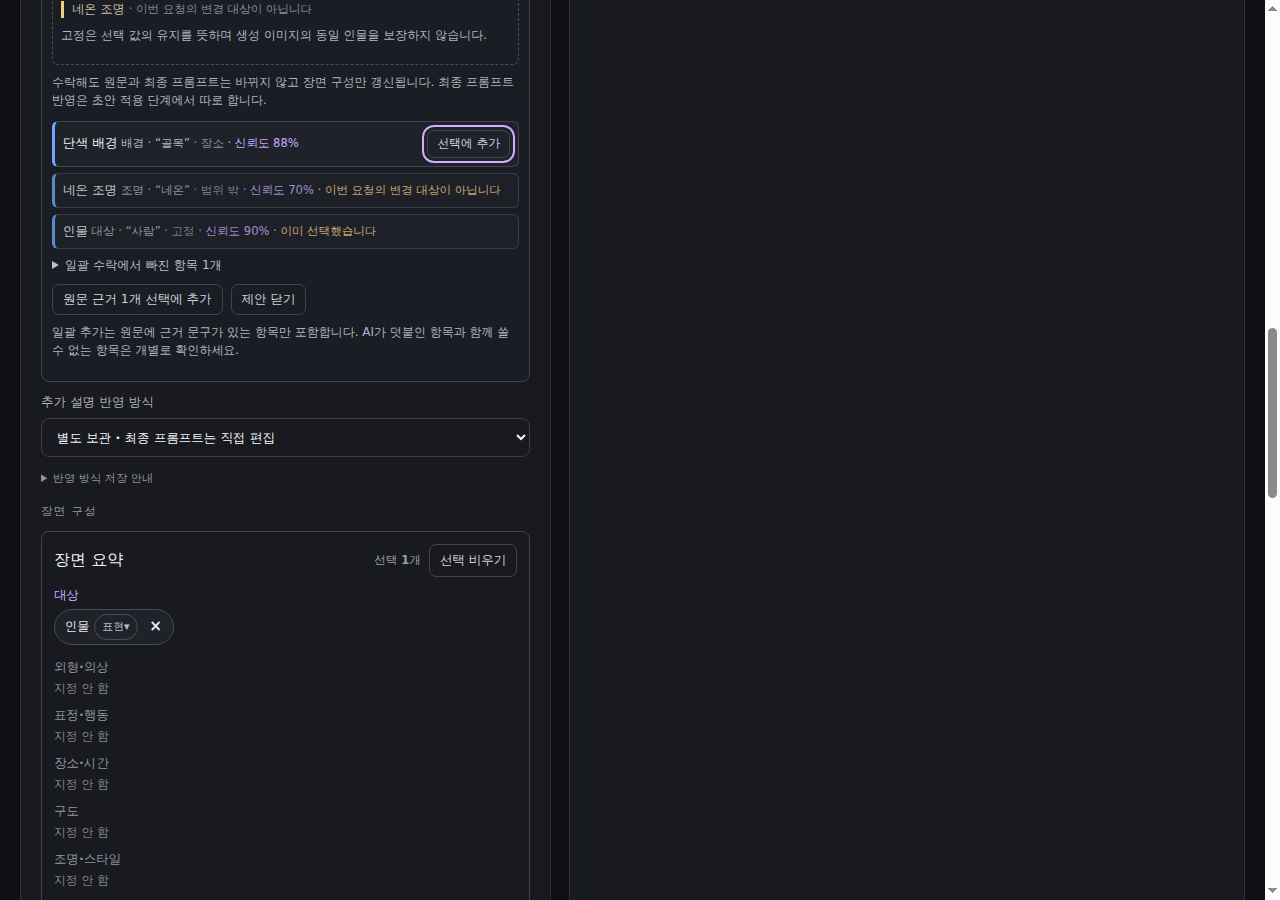 네온 조명 · 이번 요청의 변경 대상이 아닙니다
고정은 선택 값의 유지를 뜻하며 생성 이미지의 동일 인물을 보장하지 않습니다.
수락해도 원문과 최종 프롬프트는 바뀌지 않고 장면 구성만 갱신됩니다. 최종 프롬프트
반영은 초안 적용 단계에서 따로 합니다.
단색 배경 배경 · “골목” · 장소 · 신뢰도 88%
선택에 추가
네온 조명 조명 · “네온” · 범위 밖 · 신뢰도 70% · 이번 요청의 변경 대상이 아닙니다
인물 대상 · “사람” · 고정 · 신뢰도 90% · 이미 선택했습니다
▶ 일괄 수락에서 빠진 항목 1개
원문 근거 1개 선택에 추가
제안 닫기
일괄 추가는 원문에 근거 문구가 있는 항목만 포함합니다. AI가 덧붙인 항목과 함께 쓸
수 없는 항목은 개별로 확인하세요.
추가 설명 반영 방식
별도 보관 · 최종 프롬프트는 직접 편집
▶ 반영 방식 저장 안내
장면 구성
장면 요약
선택 1개
선택 비우기
대상
인물 표현▾ ×
외형·의상
지정 안 함
표정·행동
지정 안 함
장소·시간
지정 안 함
구도
지정 안 함
조명·스타일
지정 안 함